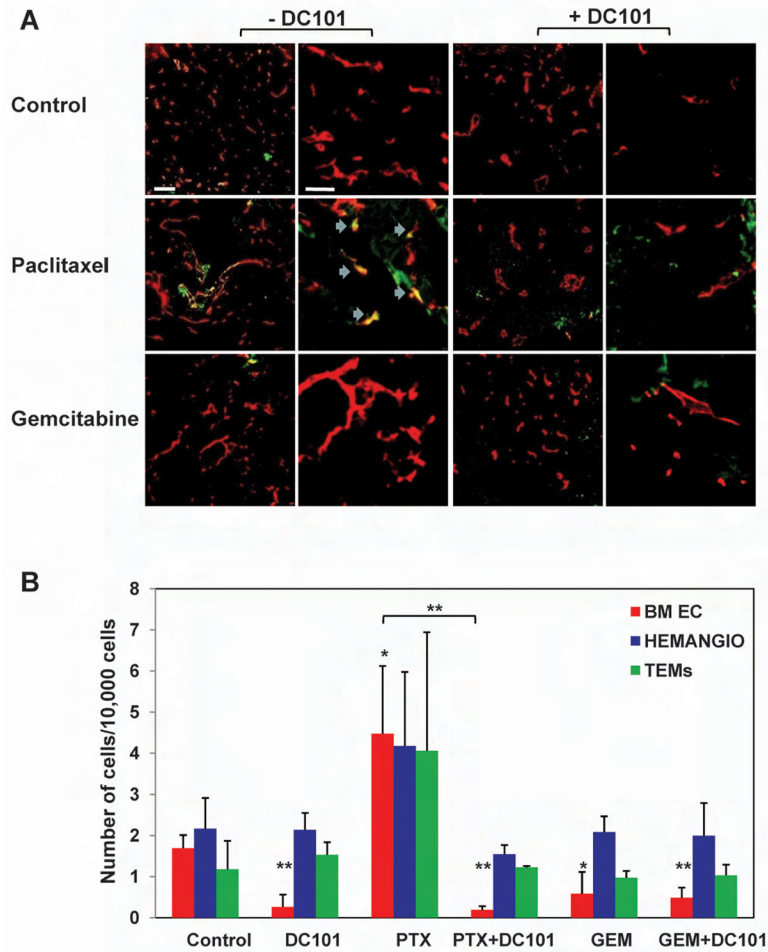 A
- DC101
+ DC101
Control
Paclitaxel
Gemcitabine
B
Number of cells/10,000 cells
8
7
6
5
4
3
2
1
0
**
*
**
**
*
**
BM EC
HEMANGIO
TEMs
Control
DC101
PTX
PTX+DC101
GEM
GEM+DC101